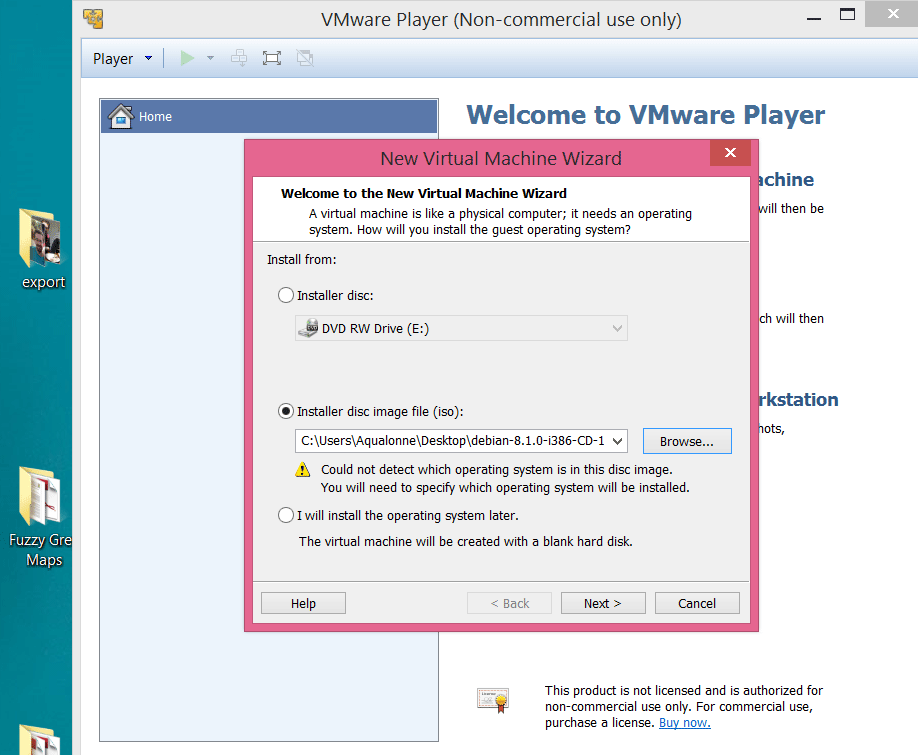 VMware Player (Non-commercial use only)
Player
Home
Welcome to VMware Player
achine
will then be
ch will then
rkstation
hots,
New Virtual Machine Wizard
Welcome to the New Virtual Machine Wizard
A virtual machine is like a physical computer; it needs an operating
system. How will you install the guest operating system?
Install from:
Installer disc:
DVD RW Drive (E:)
Installer disc image file (iso):
C:\Users\Aqualonne\Desktop\debian-8.1.0-i386-CD-1
Browse...
Could not detect which operating system is in this disc image.
You will need to specify which operating system will be installed.
I will install the operating system later.
The virtual machine will be created with a blank hard disk.
Help
< Back
Next >
Cancel
export
Fuzzy Gre
Maps
This product is not licensed and is authorized for
non-commercial use only. For commercial use,
purchase a license. Buy now.